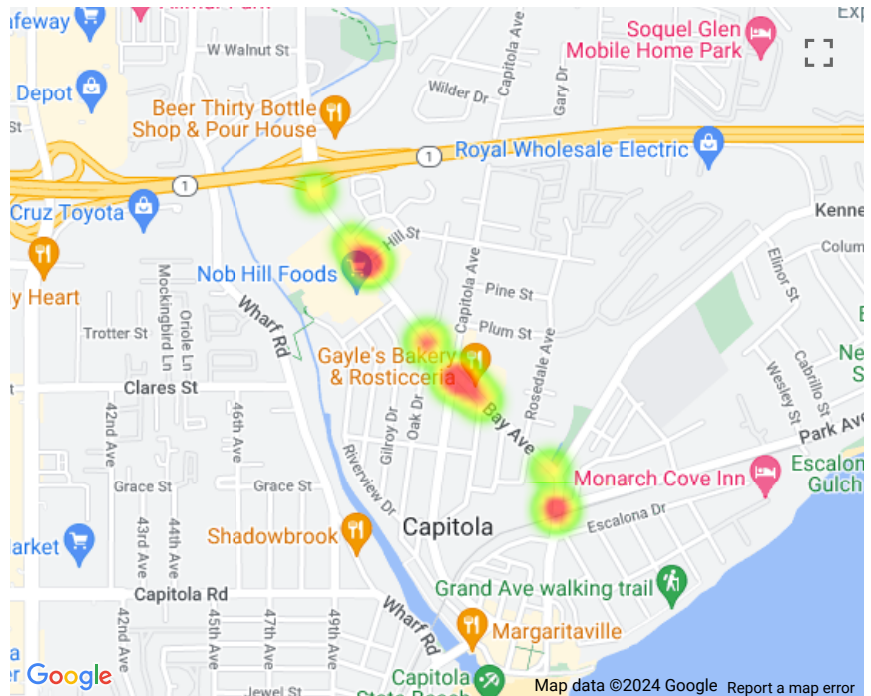 Safeway
W Walnut St
Soquel Glen
Mobile Home Park
Capitola Ave
Wilder Dr
Gary Dr
Depot
Beer Thirty Bottle
Shop & Pour House
St
1
Royal Wholesale Electric
1
Cruz Toyota
Kenne
Hill St
Colum
Nob Hill Foods
Elinor St
y Heart
Mockingbird Ln
Oriole Ln
Wharf Rd
Capitola Ave
Pine St
Plum St
Trotter St
Gayle's Bakery
& Rosticceria
Rosedale Ave
Wesley St
Cabrillo St
Clares St
42nd Ave
46th Ave
Gilroy Dr
Oak Dr
Bay Ave
Park Ave
Riverview Dr
Monarch Cove Inn
Escalon
Gulch
Grace St
Grace St
43rd Ave
44th Ave
Shadowbrook
Capitola
Escalona Dr
arket
Grand Ave walking trail
Capitola Rd
42nd Ave
45th Ave
47th Ave
49th Ave
Wharf Rd
Margaritaville
Google
Jewel St
Capitola
State Beach
Map data ©2024 Google
Report a map error